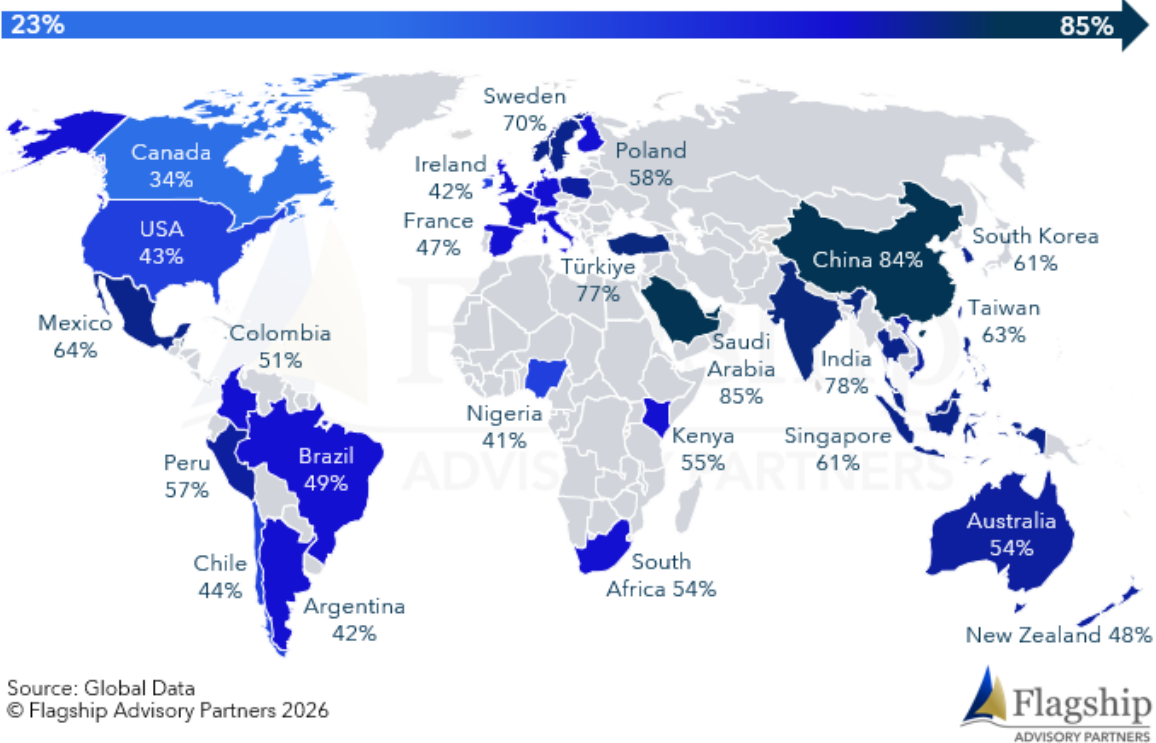 23%
85%
Sweden
70%
Canada
34%
Ireland
42%
Poland
58%
France
47%
USA
43%
South Korea
61%
China 84%
Türkiye
77%
Mexico
64%
Colombia
51%
Taiwan
63%
Saudi
Arabia
85%
India
78%
Nigeria
41%
Kenya
55%
Singapore
61%
Peru
57%
Brazil
49%
Australia
54%
Chile
44%
South
Africa 54%
Argentina
42%
New Zealand 48%
Flagship
ADVISORY PARTNERS
Source: Global Data
© Flagship Advisory Partners 2026
Flagship
ADVISORY PARTNERS